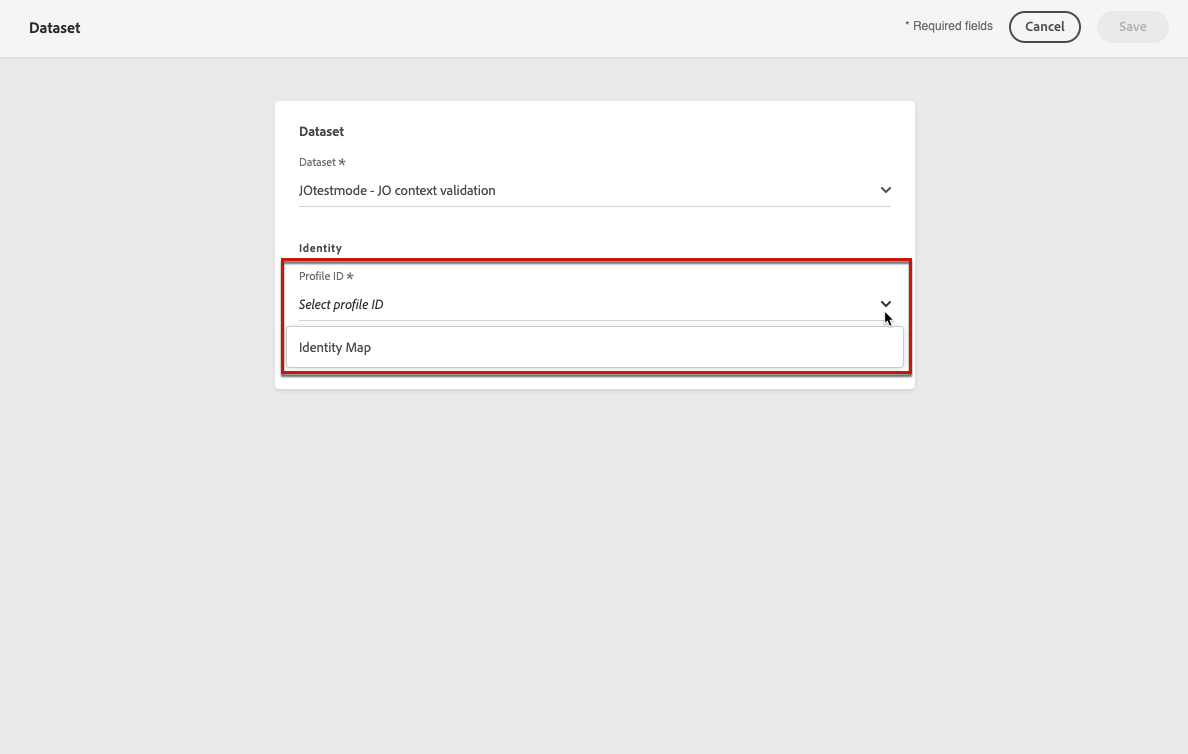 Dataset
* Required fields
Cancel
Save
Dataset
Dataset *
JOtestmode - JO context validation
Identity
Profile ID *
Select profile ID
Identity Map